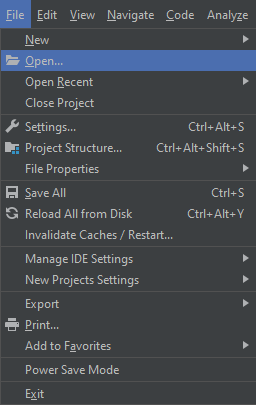 File Edit View Navigate Code Analyze
New
Open...
Open Recent
Close Project
Settings... Ctrl+Alt+S
Project Structure... Ctrl+Alt+Shift+S
File Properties
Save All Ctrl+S
Reload All from Disk Ctrl+Alt+Y
Invalidate Caches / Restart...
Manage IDE Settings
New Projects Settings
Export
Print...
Add to Favorites
Power Save Mode
Exit